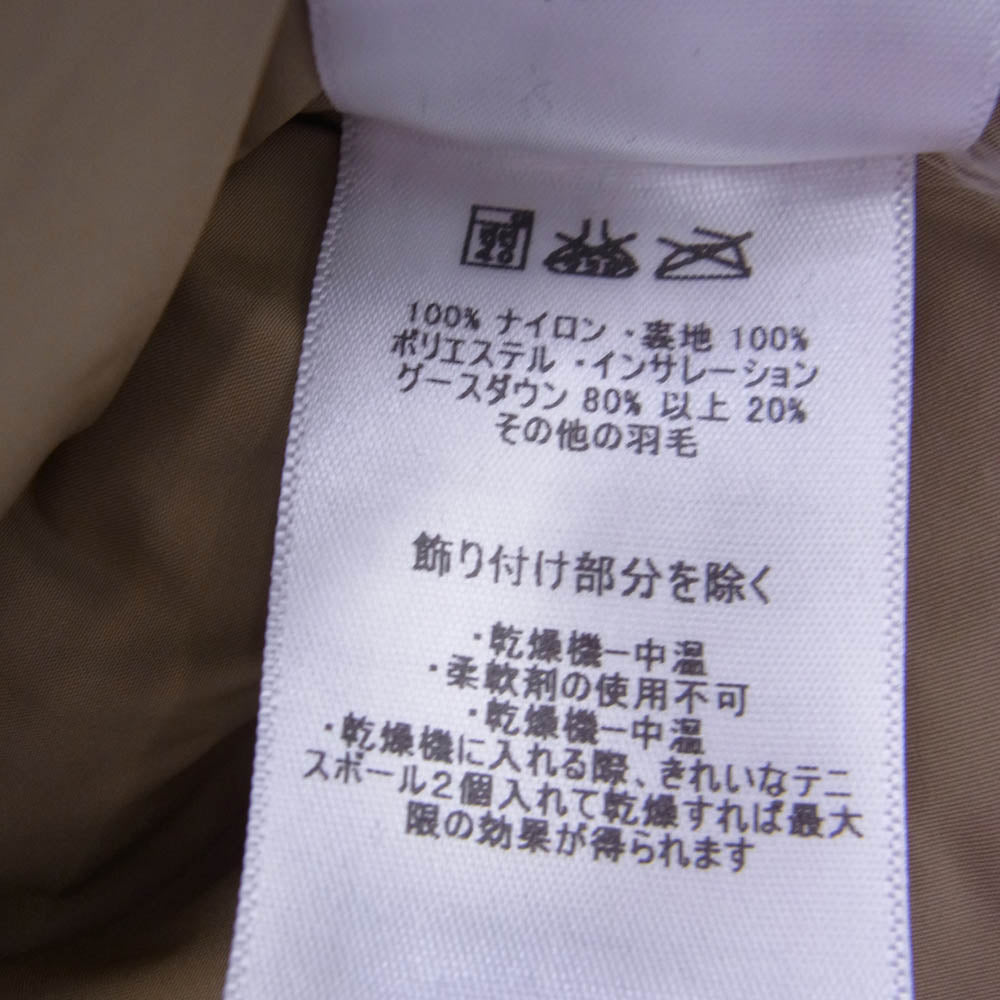 100% ナイロン ・裏地 100%
ポリエステル ・インサレーション
グースダウン 80% 以上 20%
その他の羽毛
飾り付け部分を除く
・乾燥機ー中温
・柔軟剤の使用不可
・乾燥機ー中温
・乾燥機に入れる際、きれいなテニ
スボール2個入れて乾燥すれば最大
限の効果が得られます